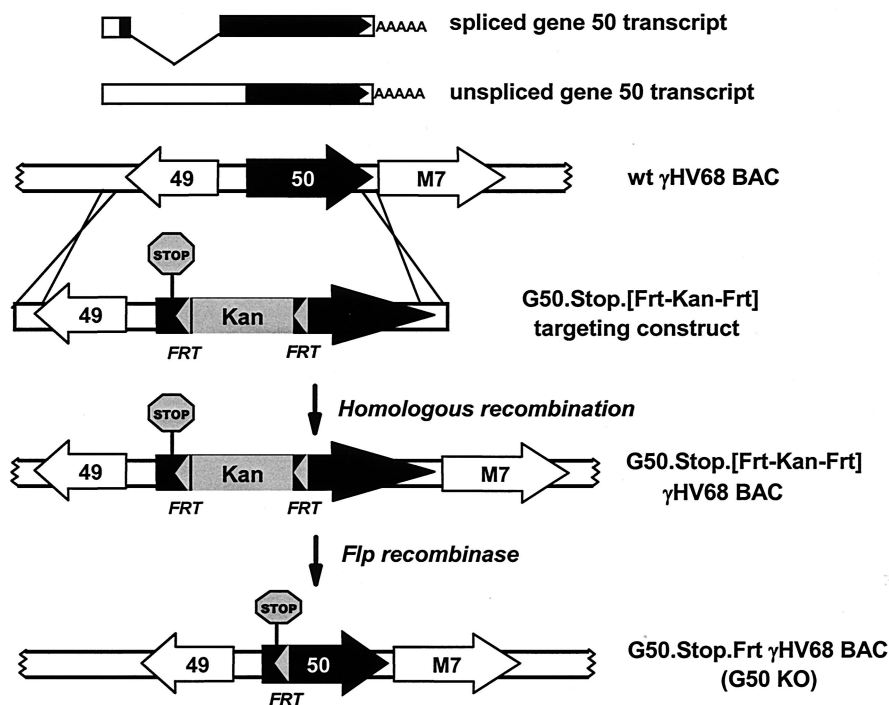 AAAAA spliced gene 50 transcript
AAAAA unspliced gene 50 transcript
49 50 M7 wt γHV68 BAC
STOP
49 Kan G50.Stop.[Frt-Kan-Frt]
targeting construct
FRT FRT
Homologous recombination
STOP
49 Kan M7 G50.Stop.[Frt-Kan-Frt]
γHV68 BAC
FRT FRT
Flp recombinase
STOP
49 50 M7 G50.Stop.Frt γHV68 BAC
(G50 KO)
FRT